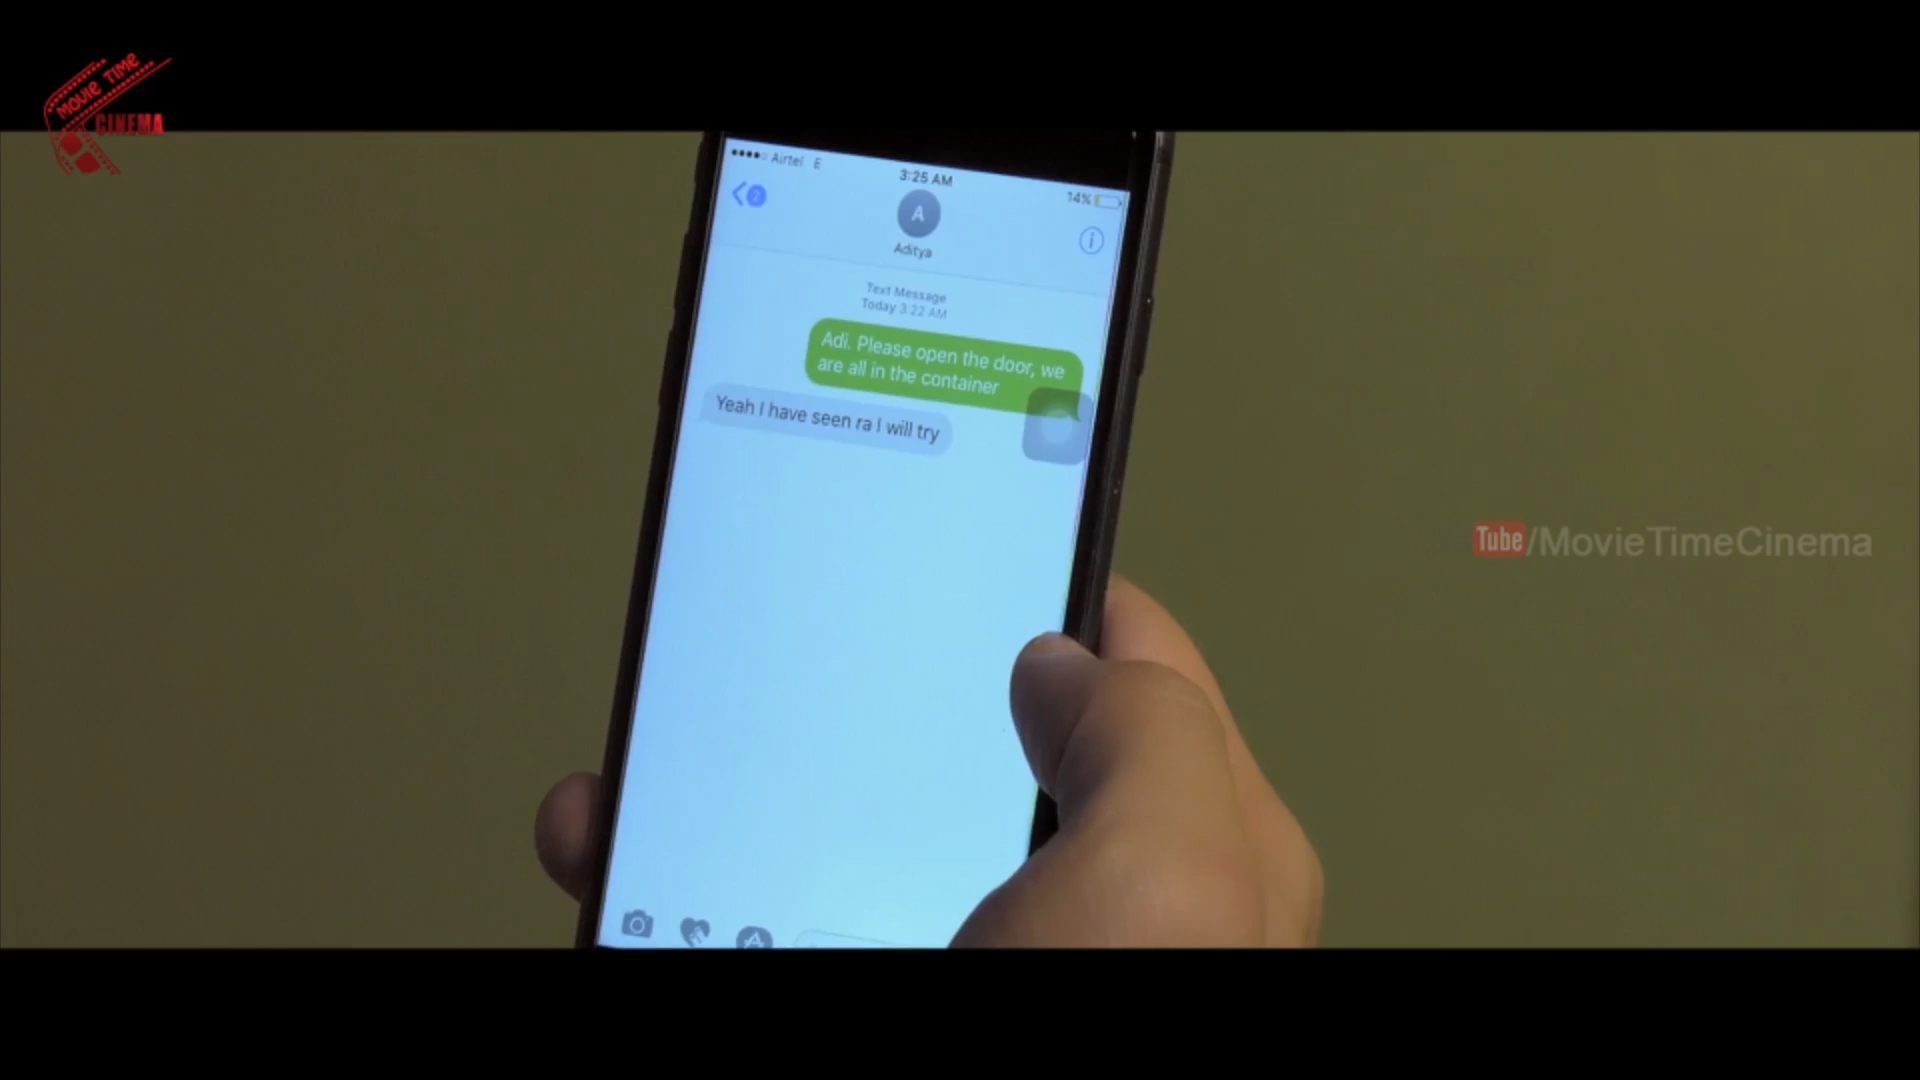 MOVIE TIME
CINEMA
Airtel E
3:25 AM
14%
2
A
Aditya
Text Message
Today 3:22 AM
Adi. Please open the door, we
are all in the container
Yeah I have seen ra I will try
Tube/MovieTimeCinema